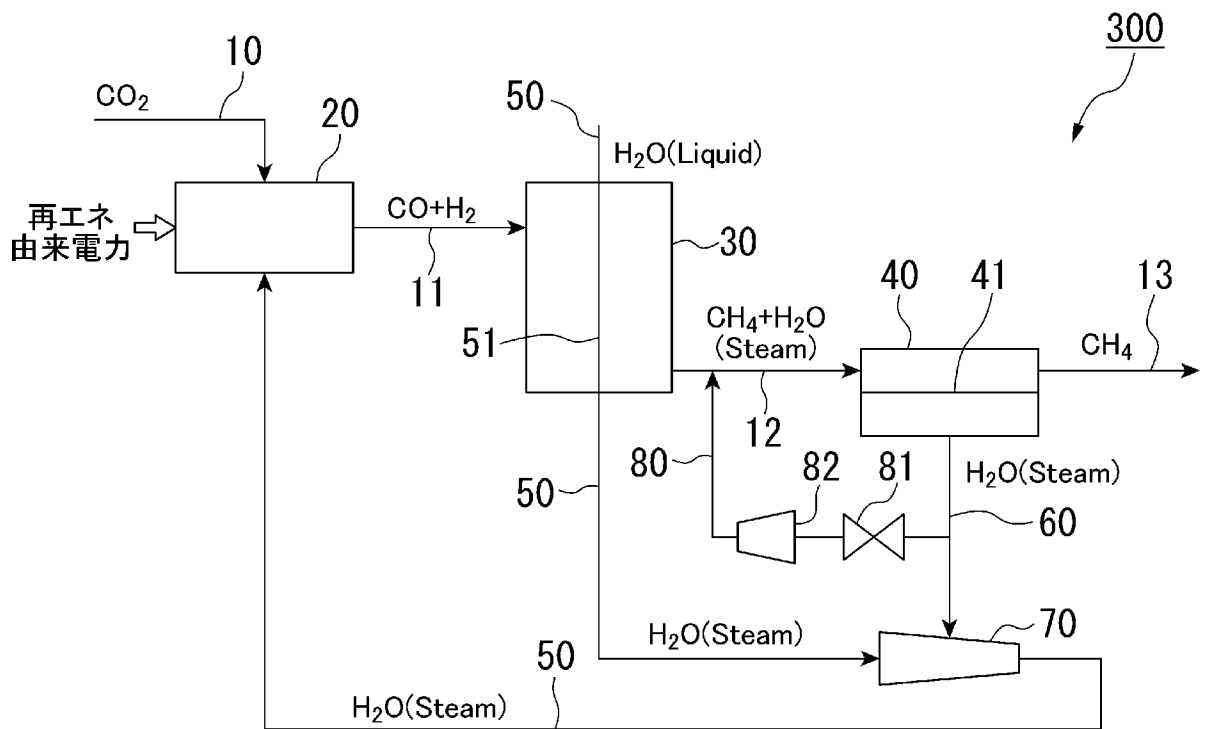 300
10
CO2
20
50
H2O(Liquid)
再エネ
由来電力
CO+H2
11
30
51
40
41
13
CH4+H2O
(Steam)
CH4
12
80
82
81
H2O(Steam)
50
60
H2O(Steam)
70
50
H2O(Steam)